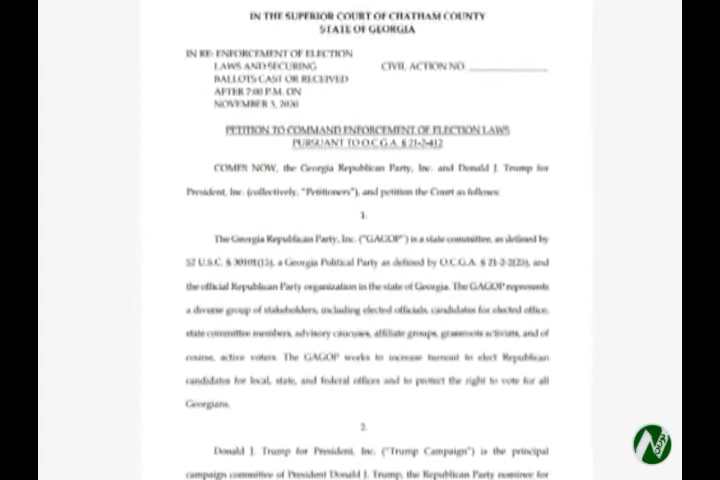 IN THE SUPERIOR COURT OF CHATHAM COUNTY
STATE OF GEORGIA
IN RE: ENFORCEMENT OF ELECTION
LAWS AND SECURING
BALLOTS CAST OR RECEIVED
AFTER 7:00 P.M. ON
NOVEMBER 3, 2020
CIVIL ACTION NO. ____________
PETITION TO COMMAND ENFORCEMENT OF ELECTION LAWS
PURSUANT TO O.C.G.A. § 21-2-412
COMES NOW, the Georgia Republican Party, Inc. and Donald J. Trump for
President, Inc. (collectively, "Petitioners"), and petition the Court as follows:
1.
The Georgia Republican Party, Inc. ("GAGOP") is a state committee, as defined by
52 U.S.C. § 30101(15), a Georgia Political Party as defined by O.C.G.A. § 21-2-2(25), and
the official Republican Party organization in the state of Georgia. The GAGOP represents
a diverse group of stakeholders, including elected officials, candidates for elected office,
state committee members, advisory caucuses, affiliate groups, grassroots activists, and of
course, active voters. The GAGOP works to increase turnout to elect Republican
candidates for local, state, and federal offices and to protect the right to vote for all
Georgians.
2.
Donald J. Trump for President, Inc. ("Trump Campaign") is the principal
campaign committee of President Donald J. Trump, the Republican Party nominee for